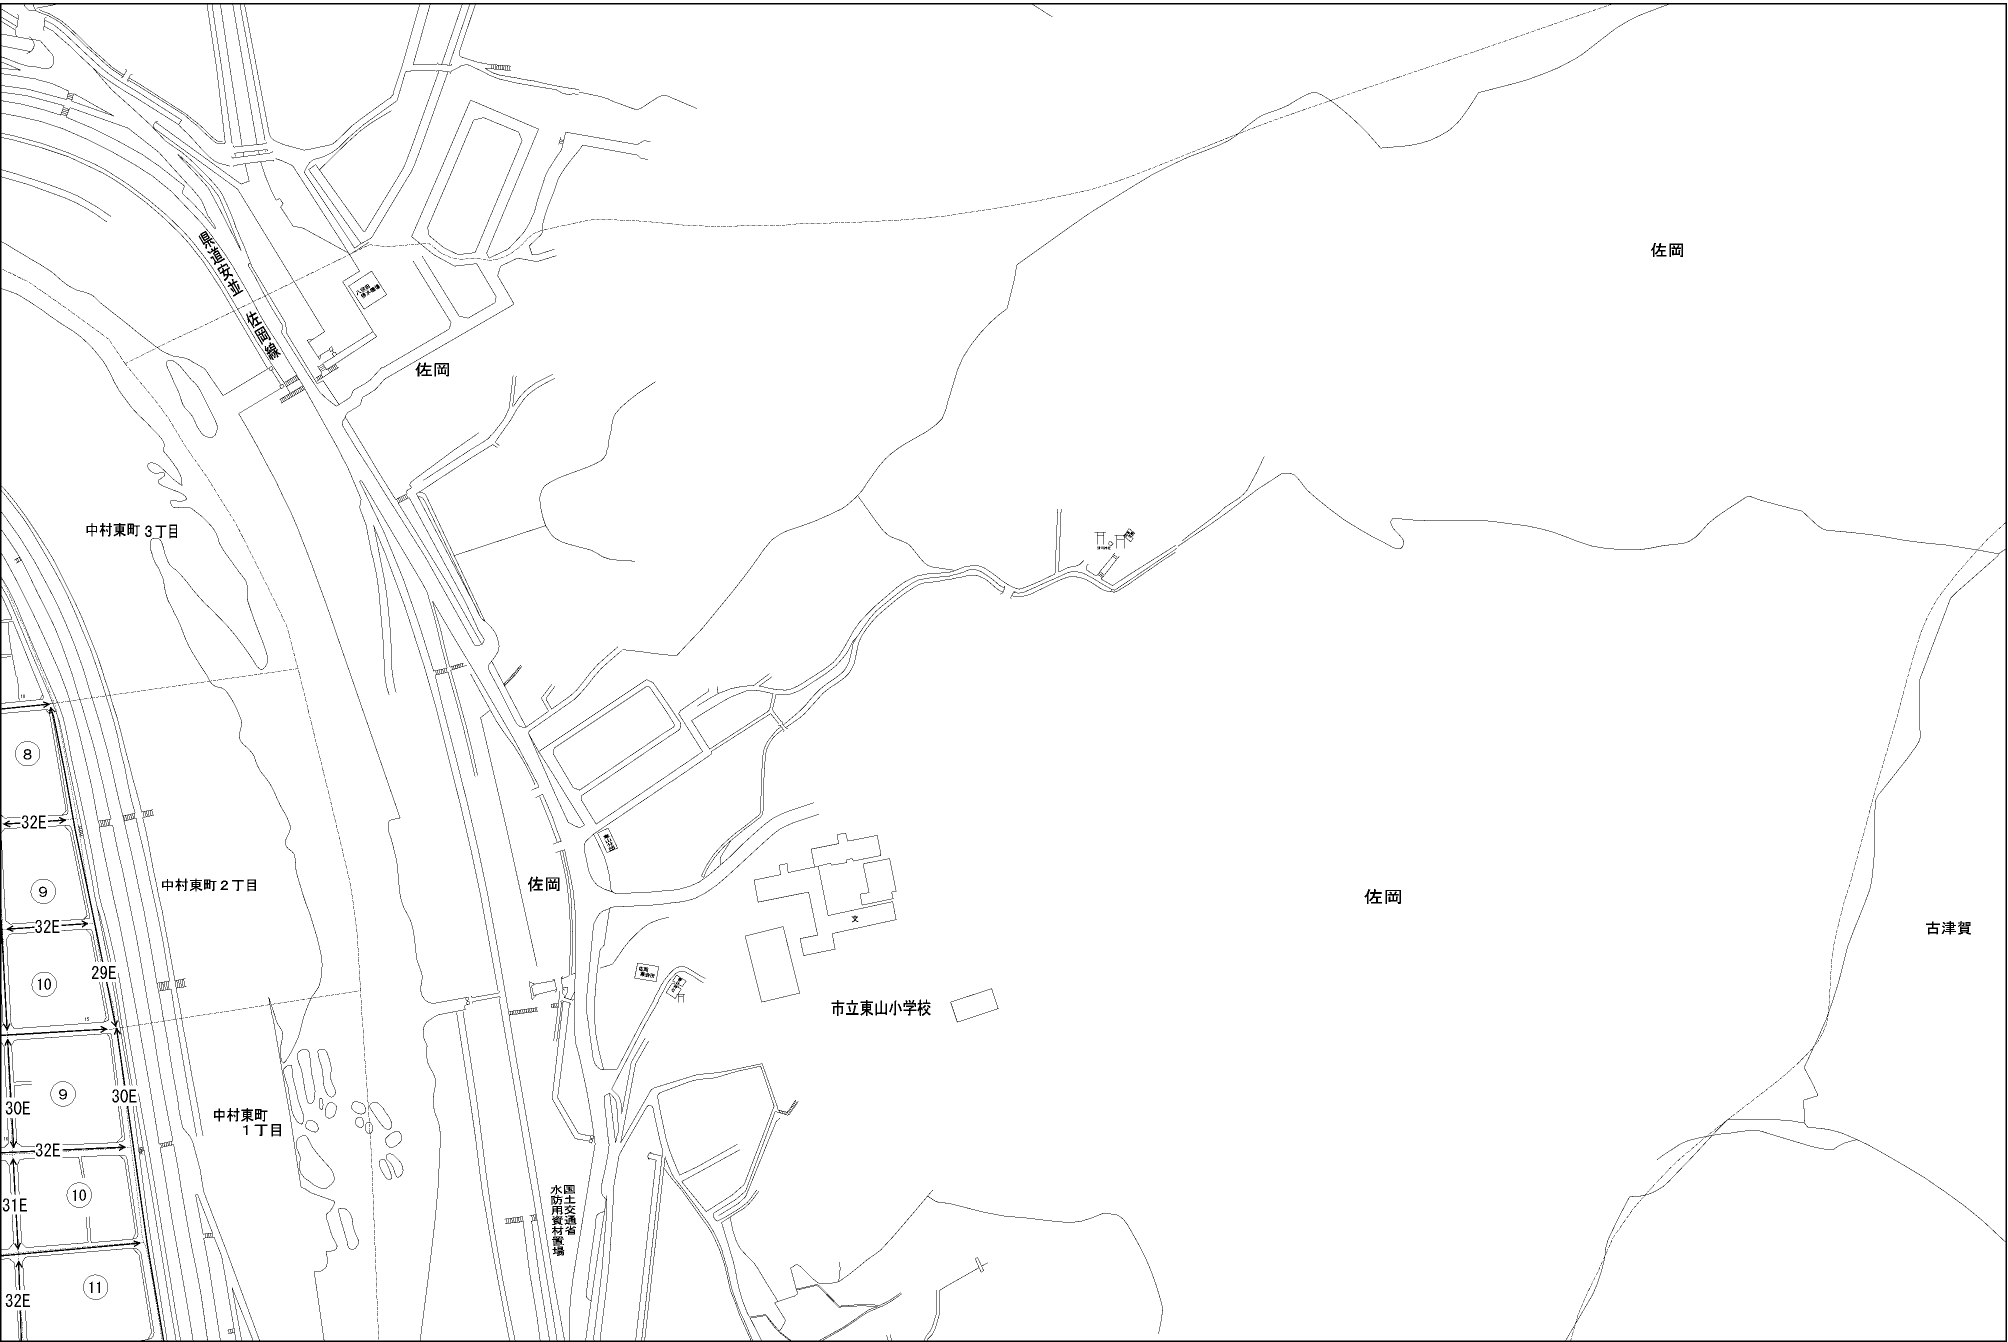 県道安並
佐岡線
佐岡
佐岡
中村東町３丁目
文
市立東山小学校
佐岡
佐岡
古津賀
中村東町２丁目
中村東町
１丁目
国土交通省
水防用資材置場
8
32E
9
32E
10
29E
15
9
30E
30E
32E
10
31E
11
32E